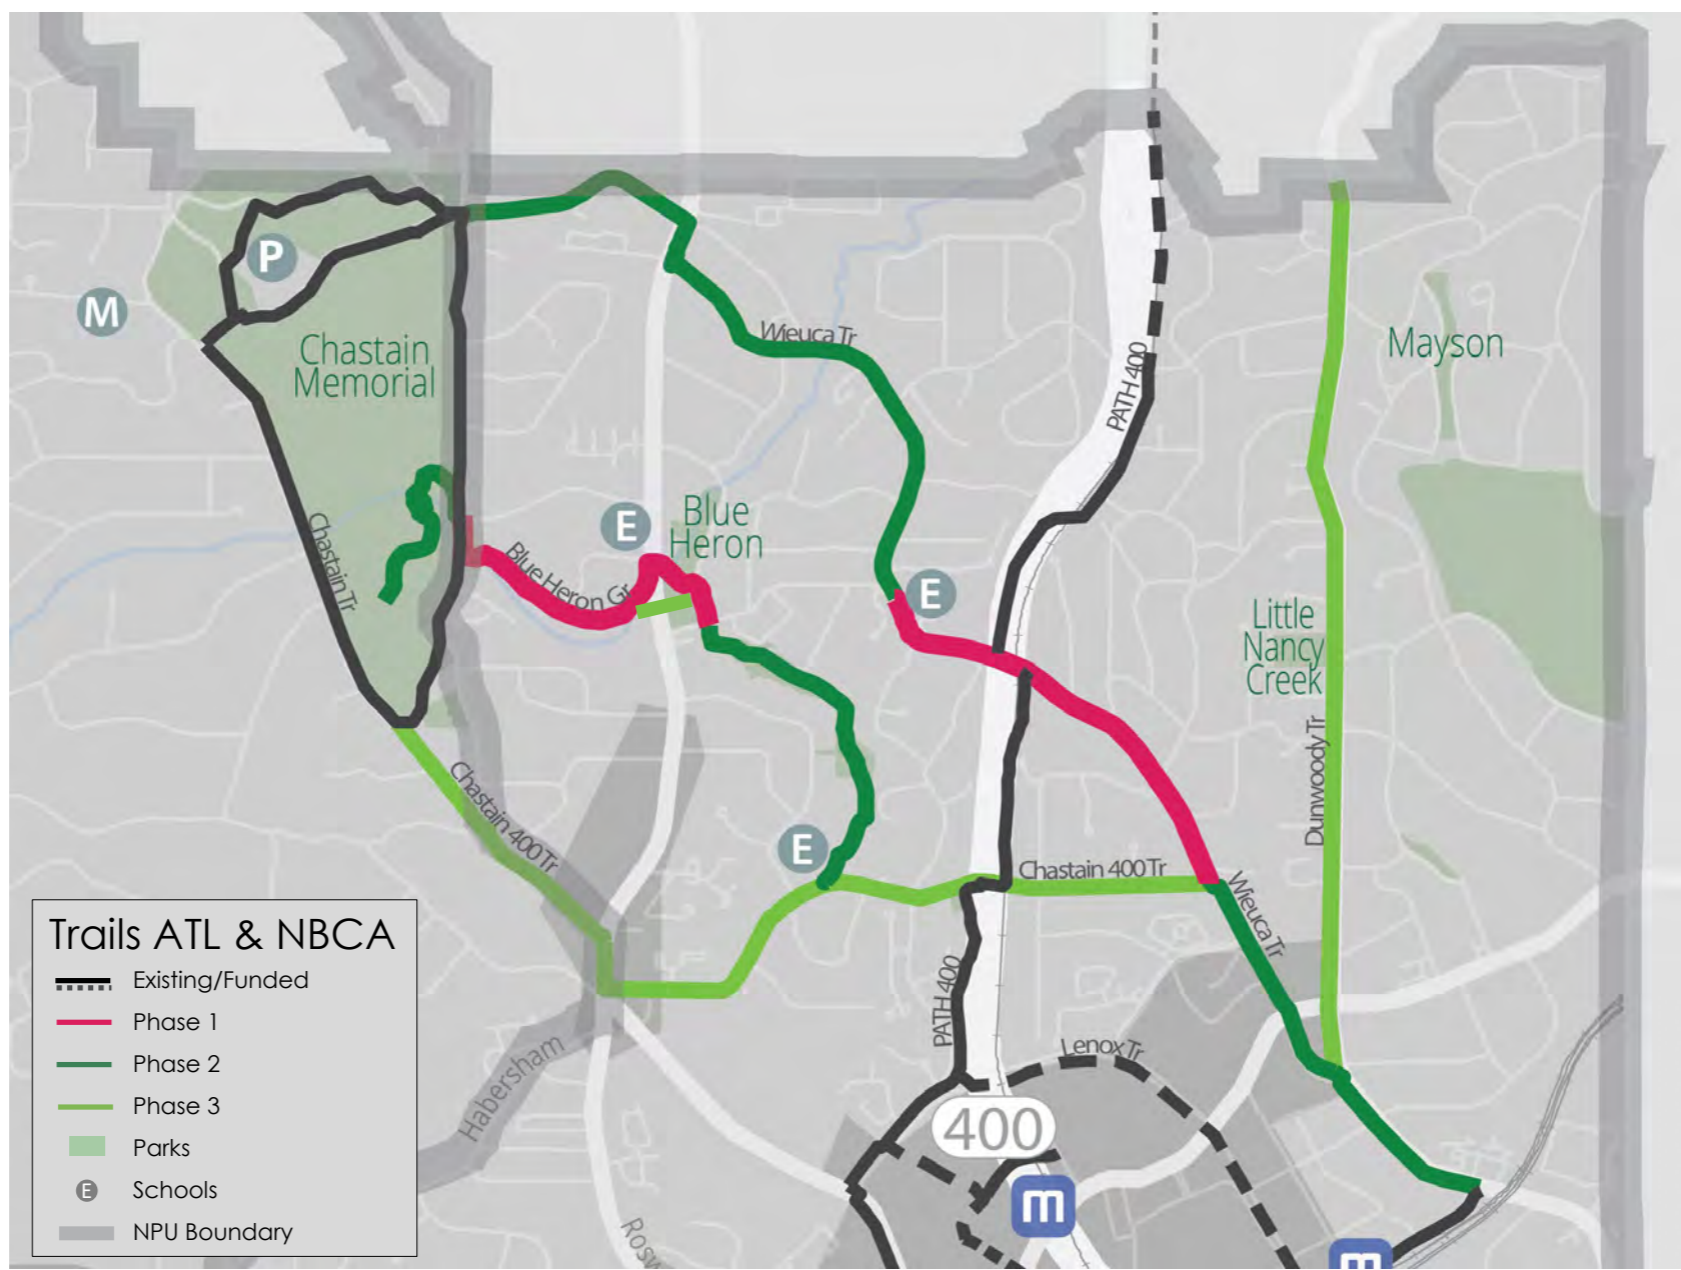 P
M
Chastain
Memorial
Wieuca Tr
PATH 400
Mayson
E
Blue
Heron
Chastain Tr
Blue Heron Gr
E
Little
Nancy
Creek
Dunwoody Tr
Chastain 400 Tr
E
Chastain 400 Tr
Wieuca Tr
PATH 400
Lenox Tr
Habersham
400
m
m
Trails ATL & NBCA
Existing/Funded
Phase 1
Phase 2
Phase 3
Parks
E Schools
NPU Boundary